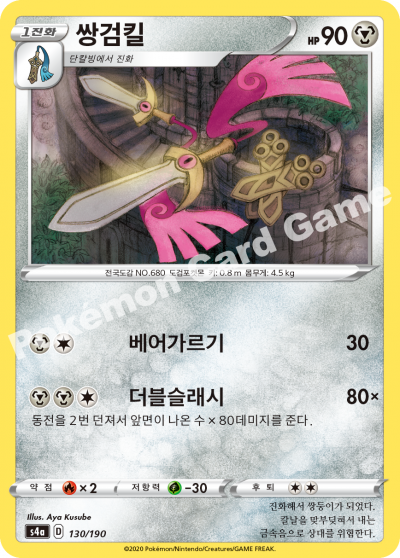 1진화
쌍검킬
HP 90
단칼빙에서 진화
전국도감 NO.680 도검포켓몬 키: 0.8 m 몸무게: 4.5 kg
베어가르기 30
더블슬래시 80×
동전을 2번 던져서 앞면이 나온 수 × 80데미지를 준다.
약점 × 2 저항력 -30 후퇴
Illus. Aya Kusube
s4a D 130/190
진화해서 쌍둥이가 되었다.
칼날을 맞부딪혀서 내는
금속음으로 상대를 위협한다.
©2020 Pokémon/Nintendo/Creatures/GAME FREAK.
Pokémon Card Game